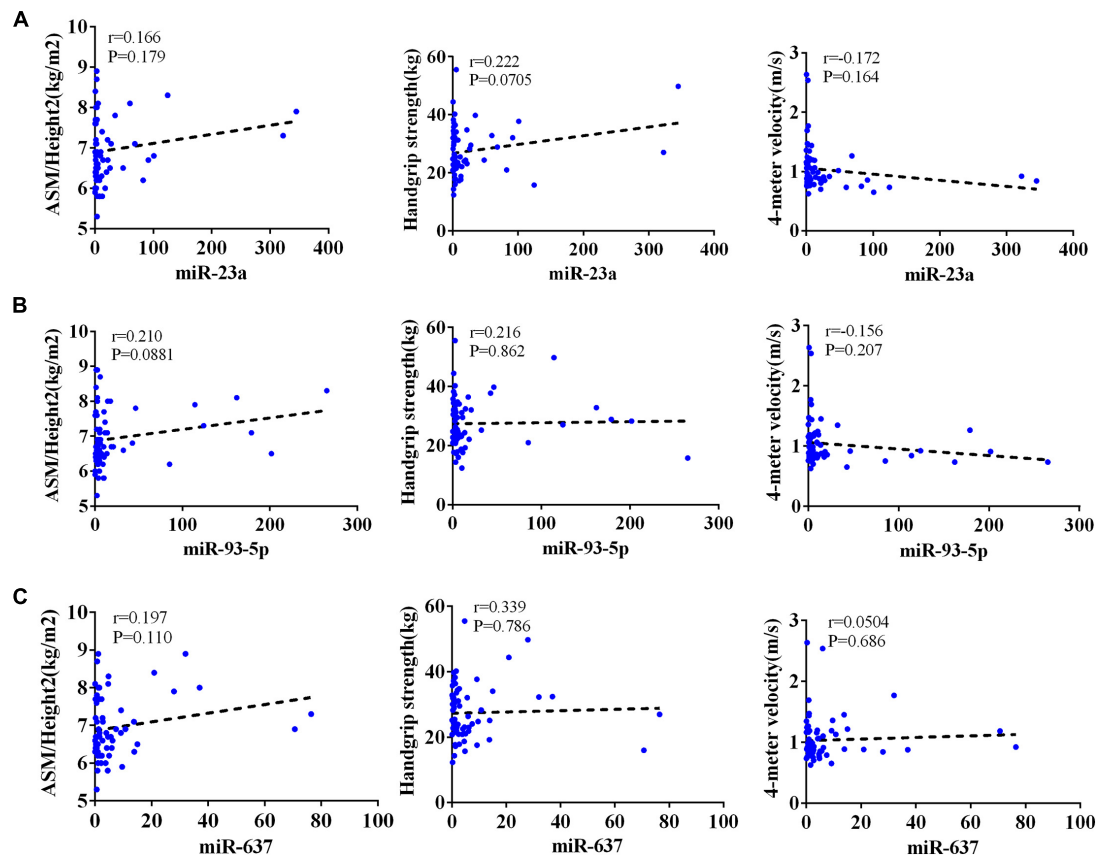 A
ASM/Height2(kg/m2)
10
9
8
7
6
5
r=0.166
P=0.179
0 100 200 300 400
miR-23a
Handgrip strength(kg)
60
40
20
0
r=0.222
P=0.0705
0 100 200 300 400
miR-23a
4-meter velocity(m/s)
3
2
1
0
r=-0.172
P=0.164
0 100 200 300 400
miR-23a
B
ASM/Height2(kg/m2)
10
9
8
7
6
5
r=0.210
P=0.0881
0 100 200 300
miR-93-5p
Handgrip strength(kg)
60
40
20
0
r=0.216
P=0.862
0 100 200 300
miR-93-5p
4-meter velocity(m/s)
3
2
1
0
r=-0.156
P=0.207
0 100 200 300
miR-93-5p
C
ASM/Height2(kg/m2)
10
9
8
7
6
5
r=0.197
P=0.110
0 20 40 60 80 100
miR-637
Handgrip strength(kg)
60
40
20
0
r=0.339
P=0.786
0 20 40 60 80 100
miR-637
4-meter velocity(m/s)
3
2
1
0
r=0.0504
P=0.686
0 20 40 60 80 100
miR-637